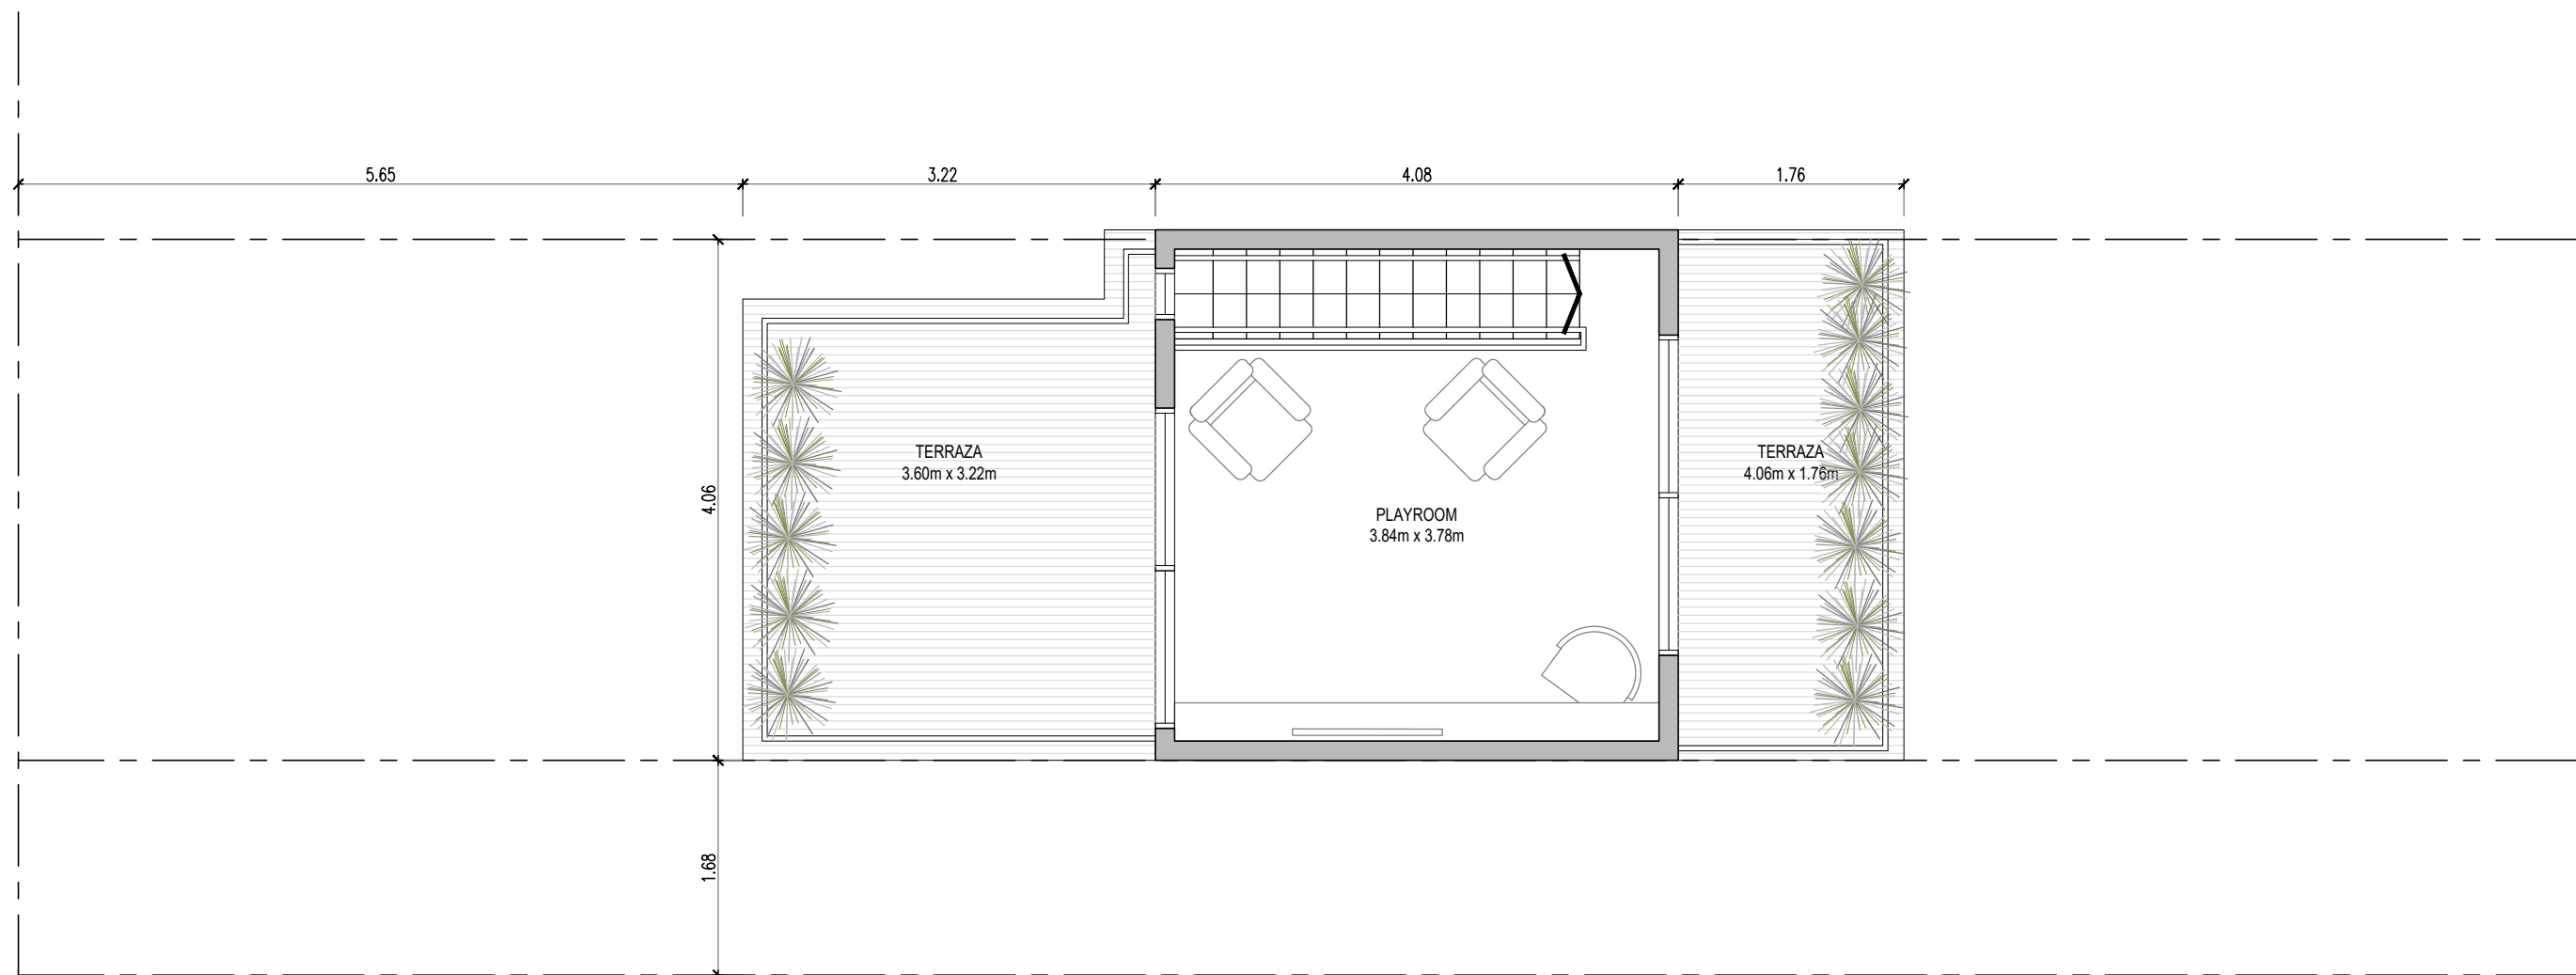 5.65
3.22
4.08
1.76
TERRAZA
3.60m x 3.22m
TERRAZA
4.06m x 1.76m
4.06
PLAYROOM
3.84m x 3.78m
1.68